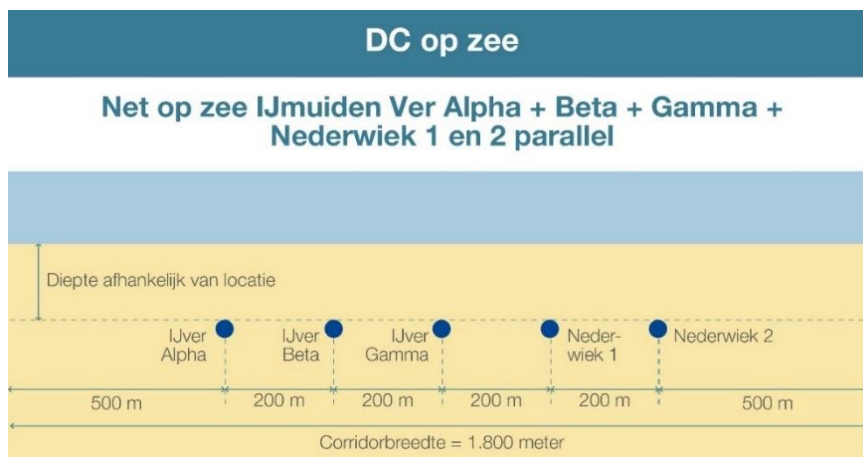 DC op zee
Net op zee IJmuiden Ver Alpha + Beta + Gamma +
Nederwiek 1 en 2 parallel
Diepte afhankelijk van locatie
IJver
Alpha
IJver
Beta
IJver
Gamma
Neder-
wiek 1
Nederwiek 2
500 m
200 m
200 m
200 m
200 m
500 m
Corridorbreedte = 1.800 meter